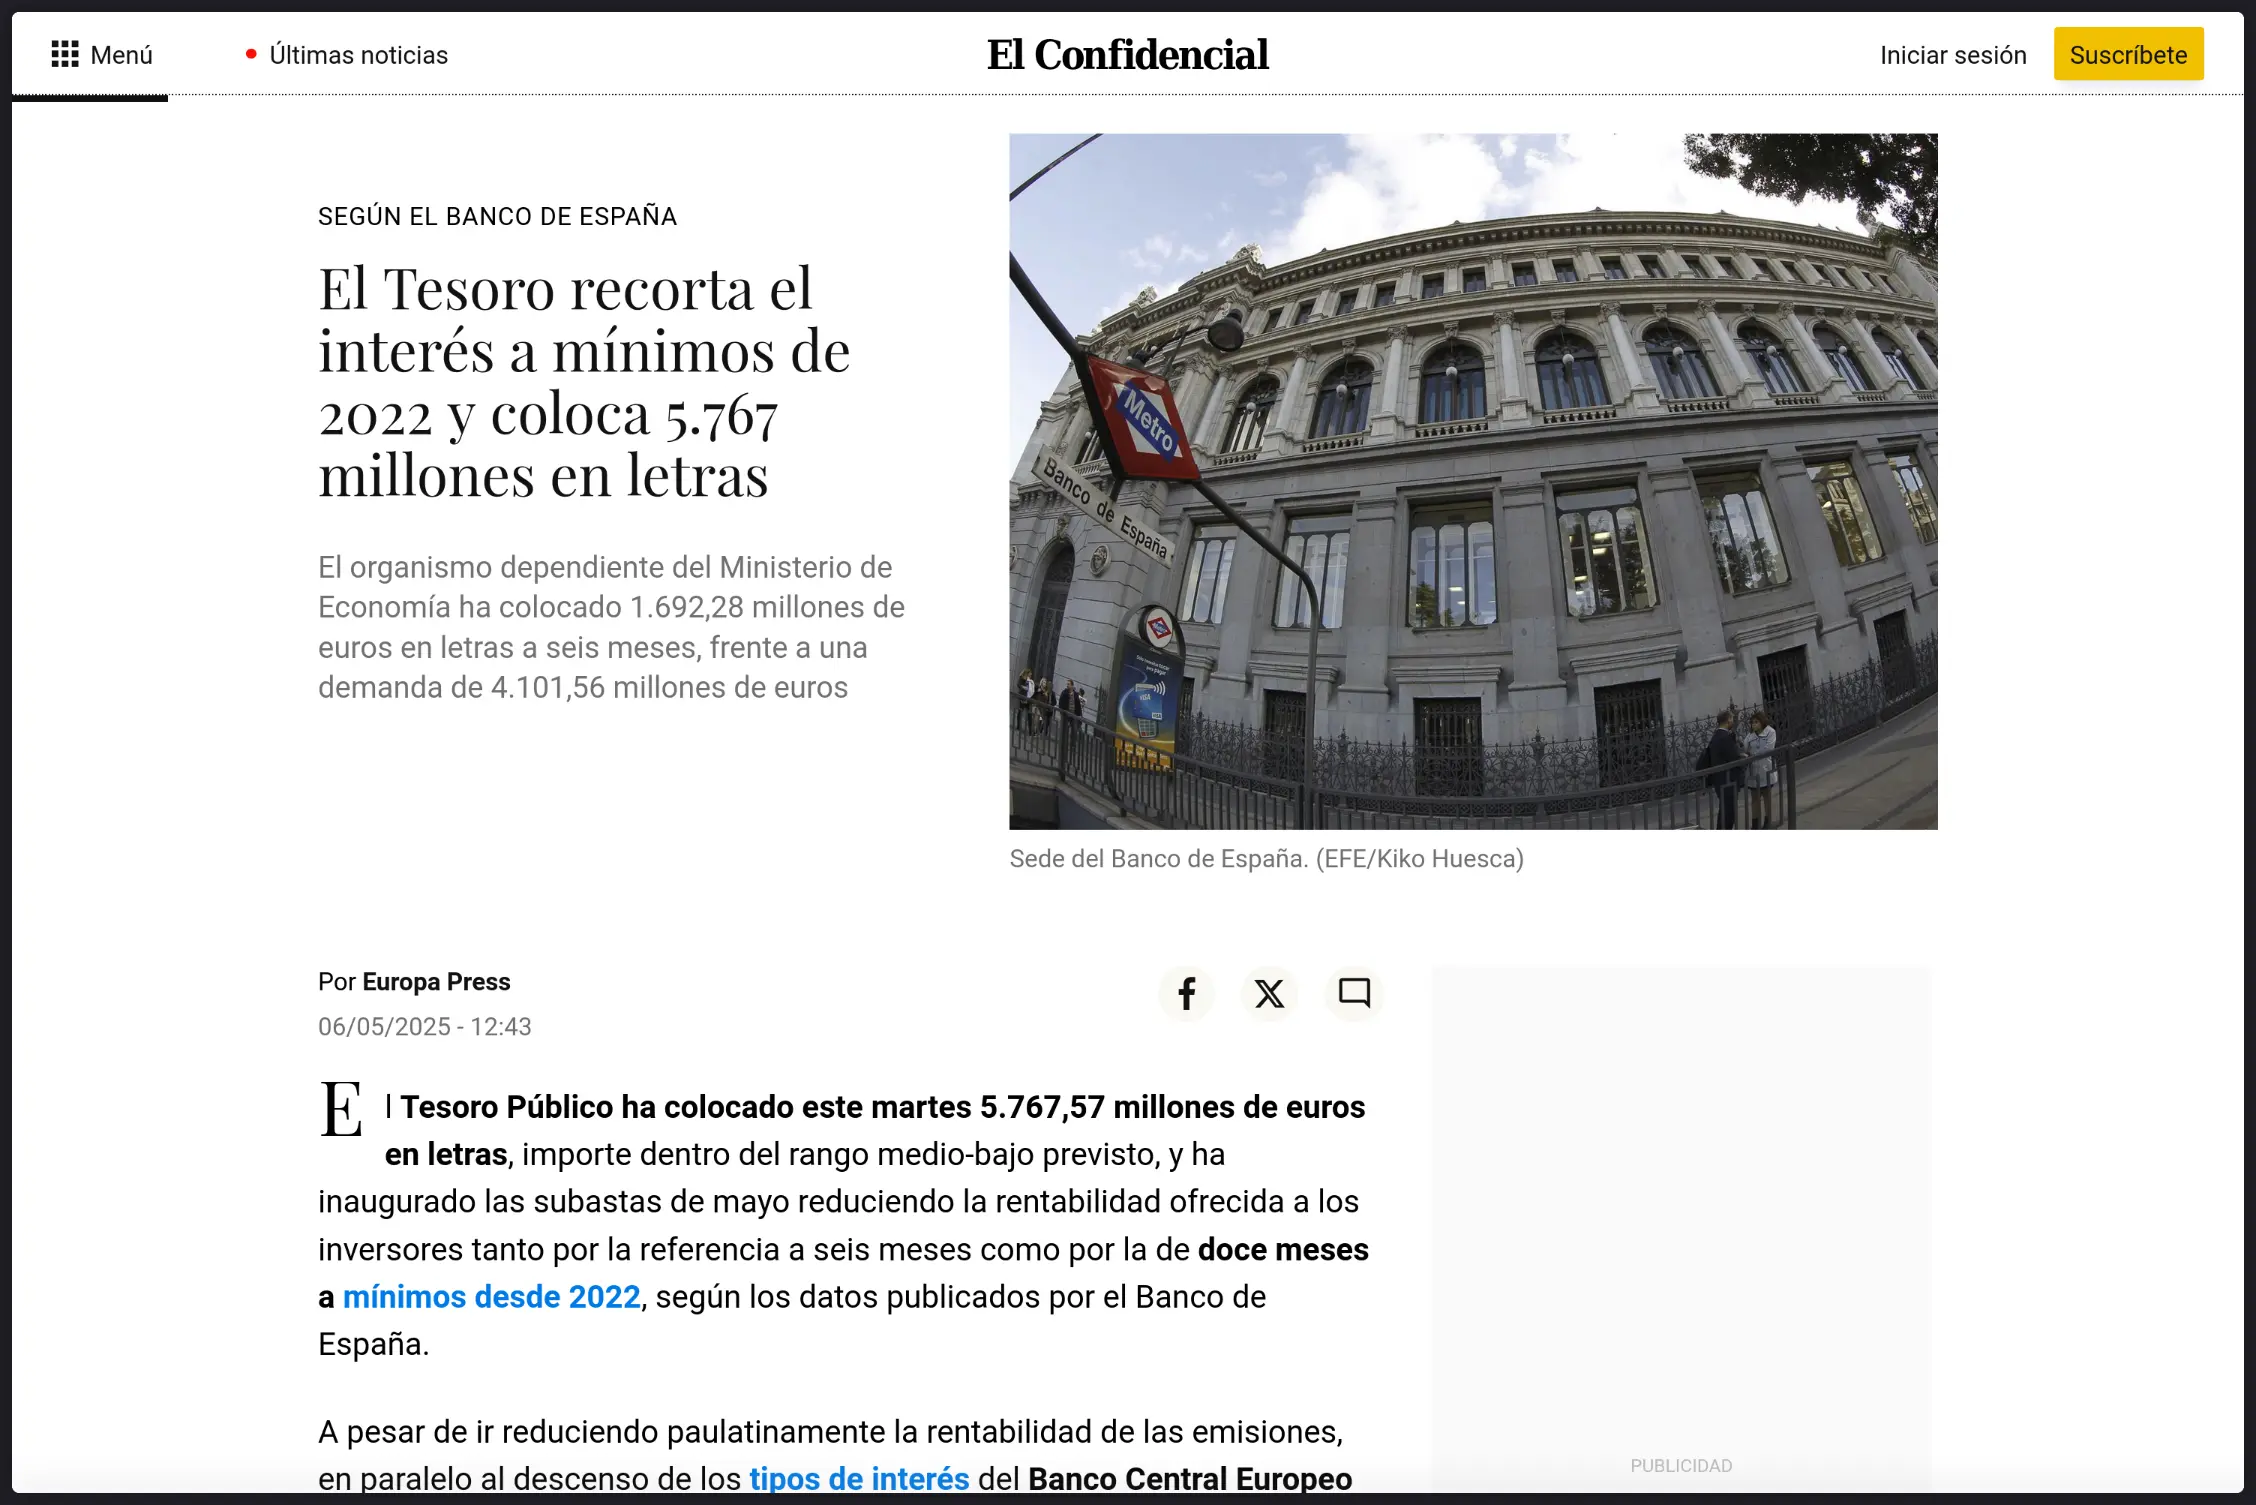 Menú
Últimas noticias
El Confidencial
Iniciar sesión
Suscríbete
SEGÚN EL BANCO DE ESPAÑA
El Tesoro recorta el
interés a mínimos de
2022 y coloca 5.767
millones en letras
El organismo dependiente del Ministerio de
Economía ha colocado 1.692,28 millones de
euros en letras a seis meses, frente a una
demanda de 4.101,56 millones de euros
Metro
Banco de España
Sede del Banco de España. (EFE/Kiko Huesca)
Por Europa Press
06/05/2025 - 12:43
El Tesoro Público ha colocado este martes 5.767,57 millones de euros
en letras, importe dentro del rango medio-bajo previsto, y ha
inaugurado las subastas de mayo reduciendo la rentabilidad ofrecida a los
inversores tanto por la referencia a seis meses como por la de doce meses
a mínimos desde 2022, según los datos publicados por el Banco de
España.
A pesar de ir reduciendo paulatinamente la rentabilidad de las emisiones,
en paralelo al descenso de los tipos de interés del Banco Central Europeo
PUBLICIDAD